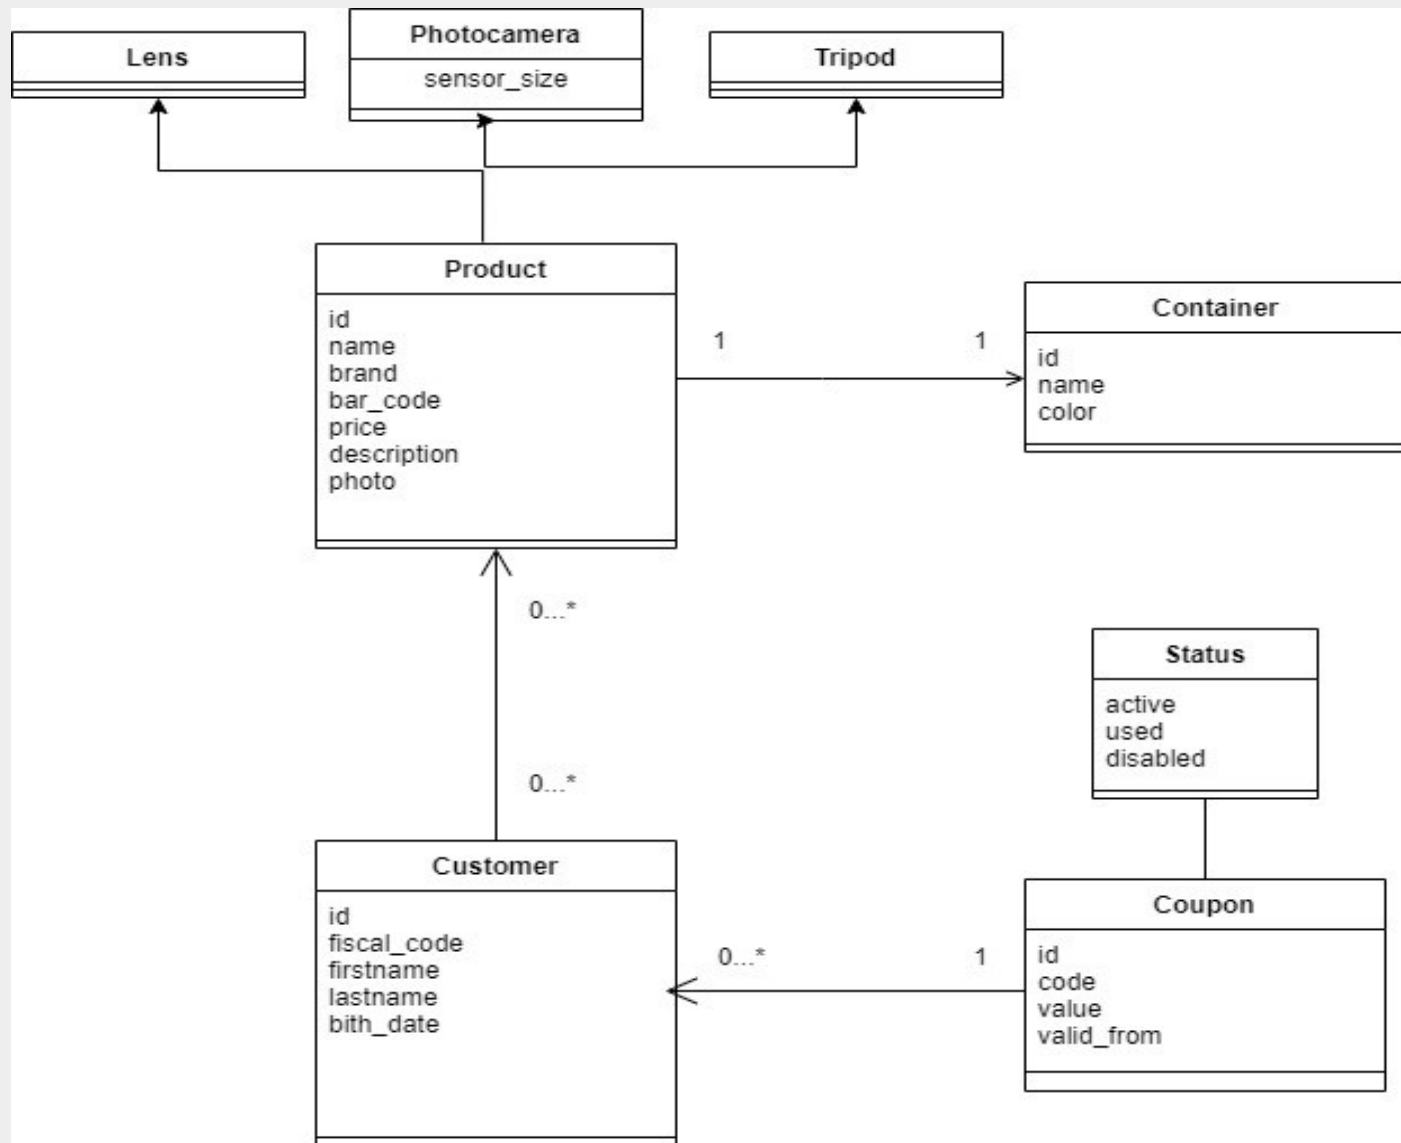 Lens
Photocamera
sensor_size
Tripod
Product
id
name
brand
bar_code
price
description
photo
1
1
Container
id
name
color
0...*
0...*
Status
active
used
disabled
Customer
id
fiscal_code
firstname
lastname
bith_date
0...*
1
Coupon
id
code
value
valid_from